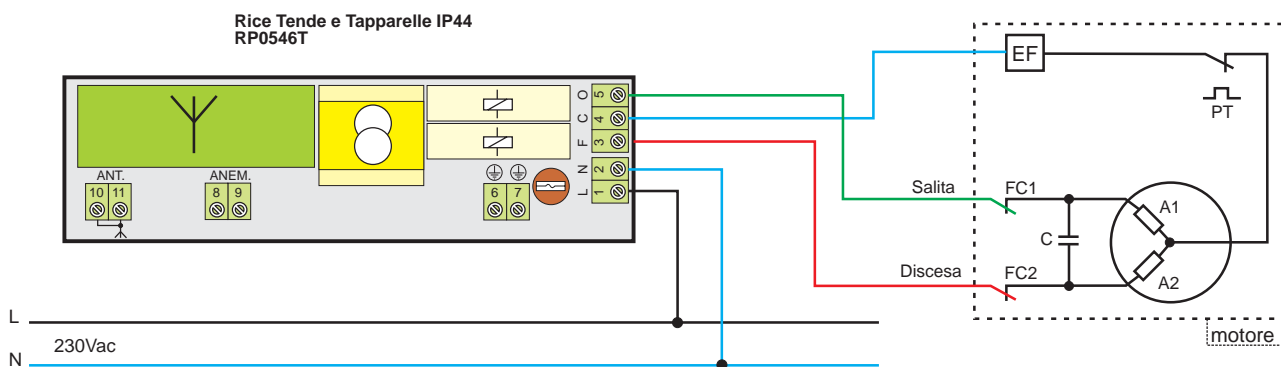 Rice Tende e Tapparelle IP44
RP0546T
EF
PT
O 5
C 4
F 3
N 2
L 1
ANT.
10 11
ANEM.
8 9
6 7
Salita
FC1
A1
C
Discesa
FC2
A2
L
230Vac
N
motore